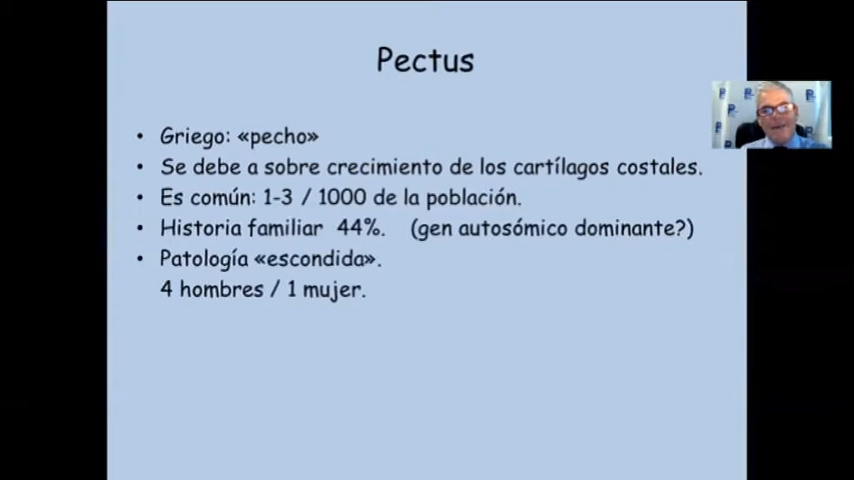 Pectus
• Griego: «pecho»
• Se debe a sobre crecimiento de los cartílagos costales.
• Es común: 1-3 / 1000 de la población.
• Historia familiar 44%. (gen autosómico dominante?)
• Patología «escondida».
4 hombres / 1 mujer.